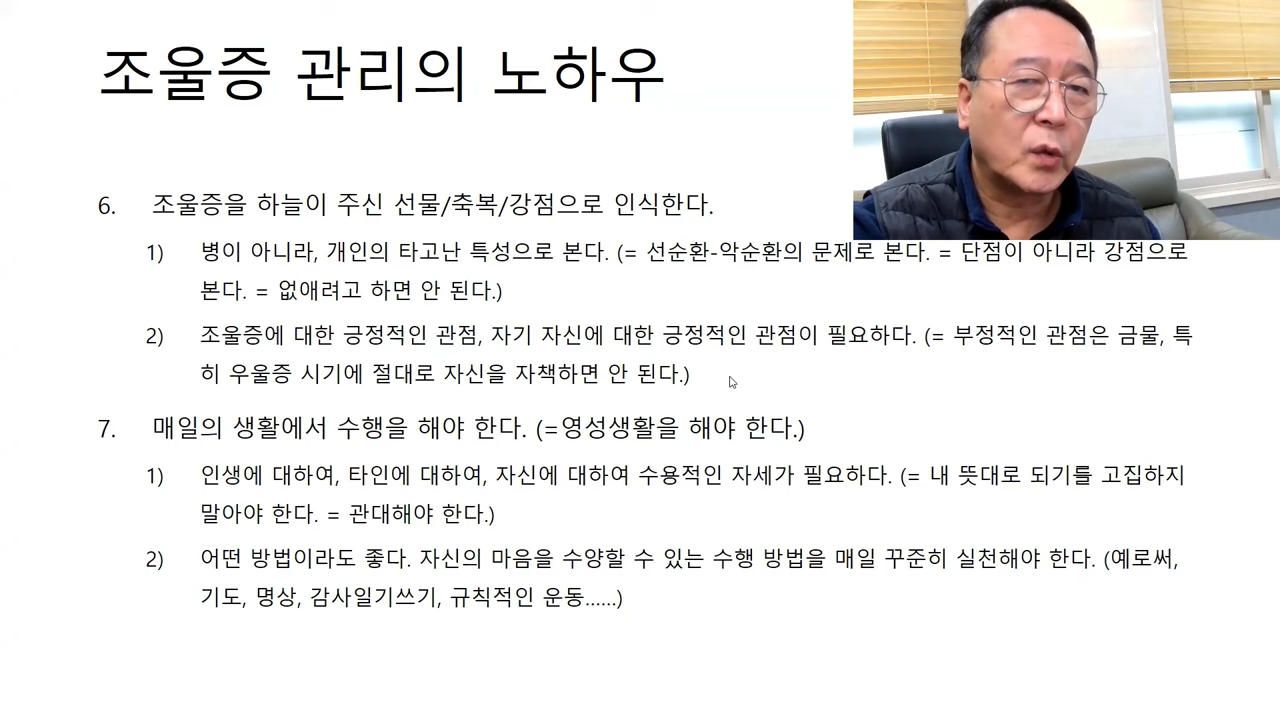 조울증 관리의 노하우
6. 조울증을 하늘이 주신 선물/축복/강점으로 인식한다.
1) 병이 아니라, 개인의 타고난 특성으로 본다. (= 선순환-악순환의 문제로 본다. = 단점이 아니라 강점으로
본다. = 없애려고 하면 안 된다.)
2) 조울증에 대한 긍정적인 관점, 자기 자신에 대한 긍정적인 관점이 필요하다. (= 부정적인 관점은 금물, 특
히 우울증 시기에 절대로 자신을 자책하면 안 된다.)
7. 매일의 생활에서 수행을 해야 한다. (=영성생활을 해야 한다.)
1) 인생에 대하여, 타인에 대하여, 자신에 대하여 수용적인 자세가 필요하다. (= 내 뜻대로 되기를 고집하지
말아야 한다. = 관대해야 한다.)
2) 어떤 방법이라도 좋다. 자신의 마음을 수양할 수 있는 수행 방법을 매일 꾸준히 실천해야 한다. (예로써,
기도, 명상, 감사일기쓰기, 규칙적인 운동......)